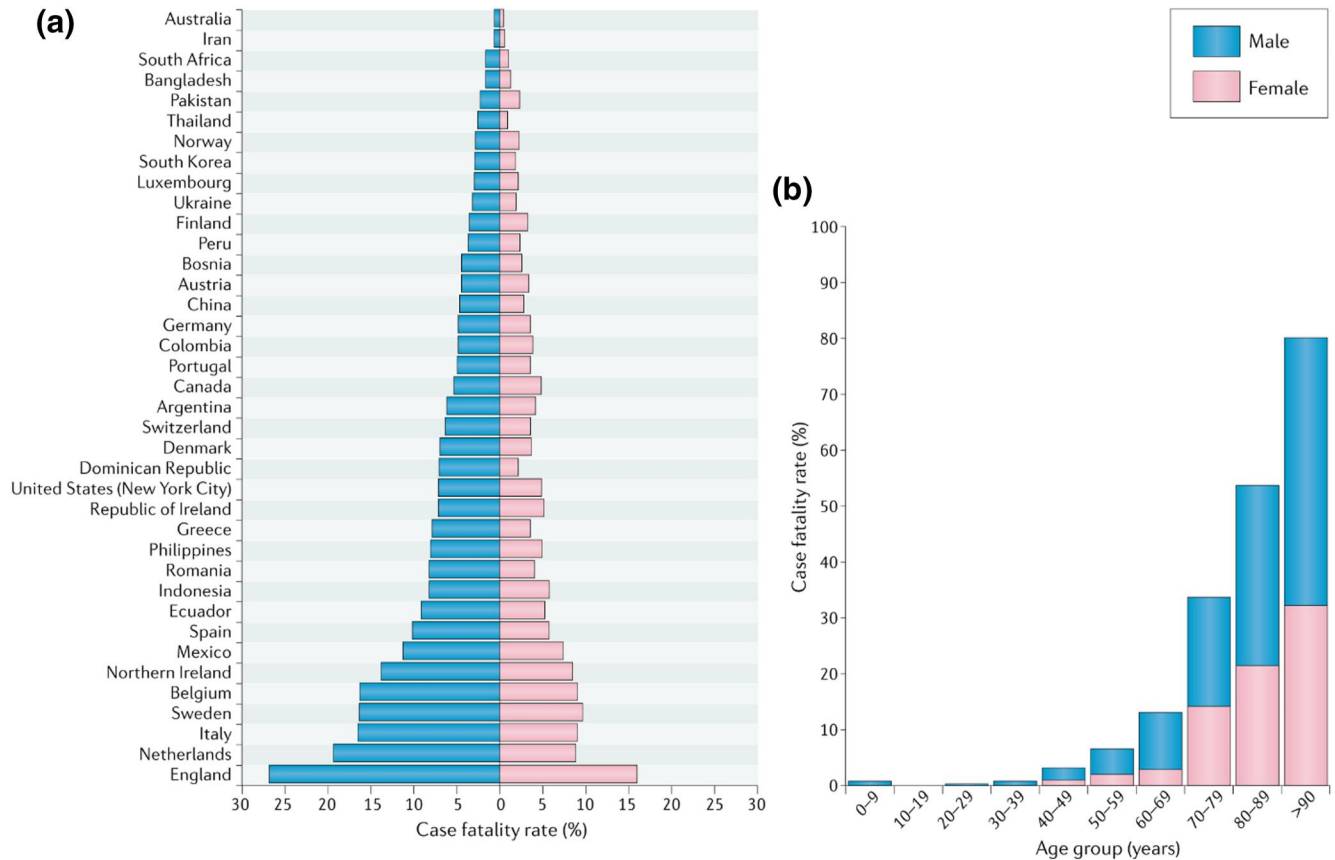 (a)
Australia
Iran
South Africa
Bangladesh
Pakistan
Thailand
Norway
South Korea
Luxembourg
Ukraine
Finland
Peru
Bosnia
Austria
China
Germany
Colombia
Portugal
Canada
Argentina
Switzerland
Denmark
Dominican Republic
United States (New York City)
Republic of Ireland
Greece
Philippines
Romania
Indonesia
Ecuador
Spain
Mexico
Northern Ireland
Belgium
Sweden
Italy
Netherlands
England
30 25 20 15 10 5 0 5 10 15 20 25 30
Case fatality rate (%)
Male
Female
(b)
Case fatality rate (%)
100
90
80
70
60
50
40
30
20
10
0
0–9 10–19 20–29 30–39 40–49 50–59 60–69 70–79 80–89 >90
Age group (years)